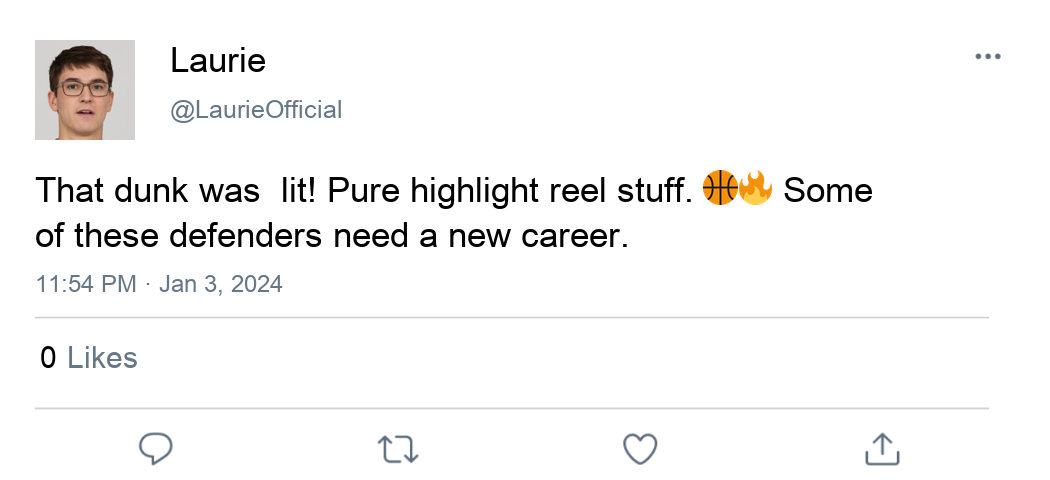 Laurie
@LaurieOfficial
That dunk was  lit! Pure highlight reel stuff. 🏀🔥 Some
of these defenders need a new career.
11:54 PM · Jan 3, 2024
0 Likes